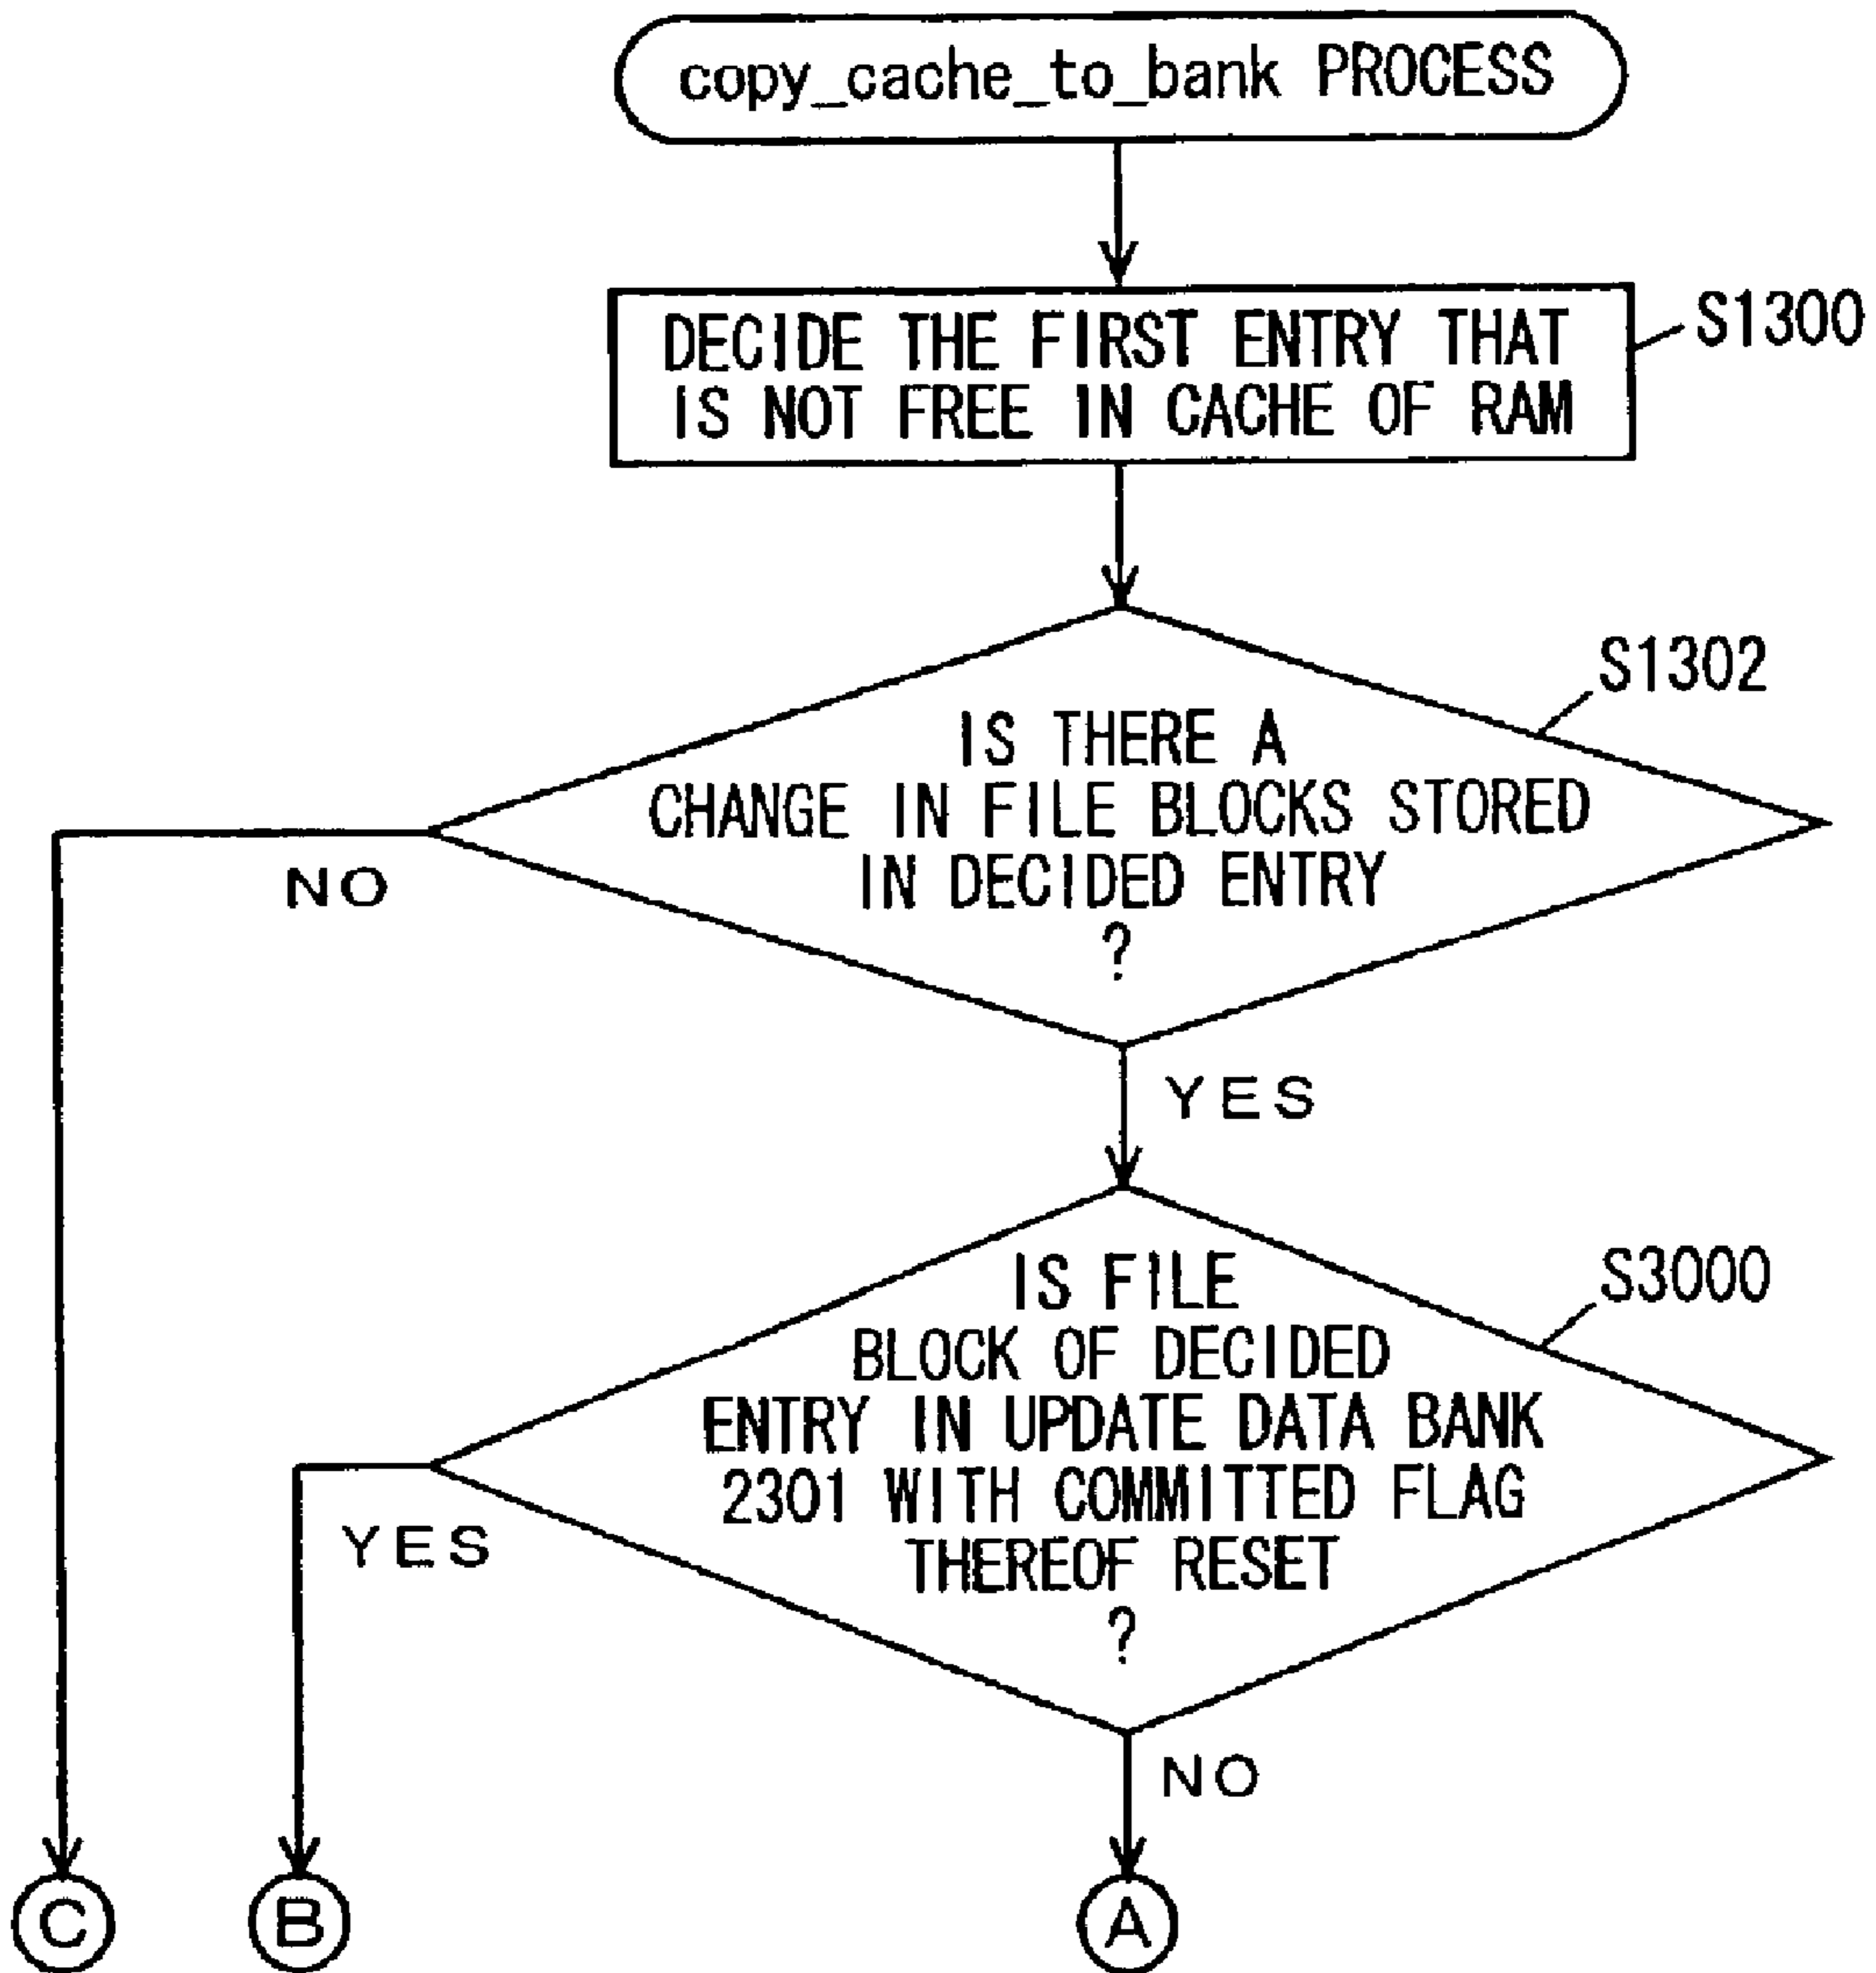 copy_cache_to_bank PROCESS
DECIDE THE FIRST ENTRY THAT
IS NOT FREE IN CACHE OF RAM
S1300
S1302
IS THERE A
CHANGE IN FILE BLOCKS STORED
IN DECIDED ENTRY
?
NO
YES
S3000
IS FILE
BLOCK OF DECIDED
ENTRY IN UPDATE DATA BANK
2301 WITH COMMITTED FLAG
THEREOF RESET
?
YES
NO
C
B
A